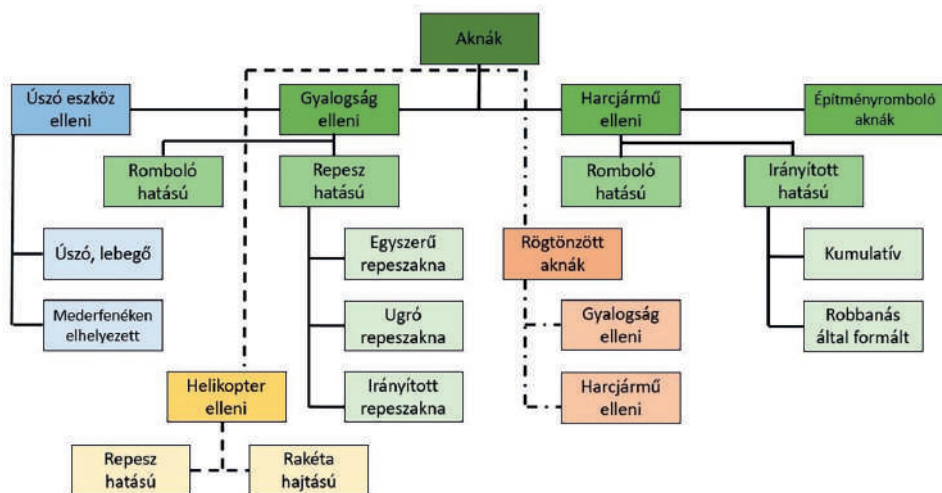 Aknák
Úszó eszköz
elleni
Gyalogság
elleni
Harcjármű
elleni
Építményromboló
aknák
Romboló
hatású
Repesz
hatású
Romboló
hatású
Irányított
hatású
Úszó, lebegő
Egyszerű
repeszakna
Rögtönzött
aknák
Kumulatív
Mederfenéken
elhelyezett
Ugró
repeszakna
Gyalogság
elleni
Robbanás
által formált
Helikopter
elleni
Irányított
repeszakna
Harcjármű
elleni
Repesz
hatású
Rakéta
hajtású